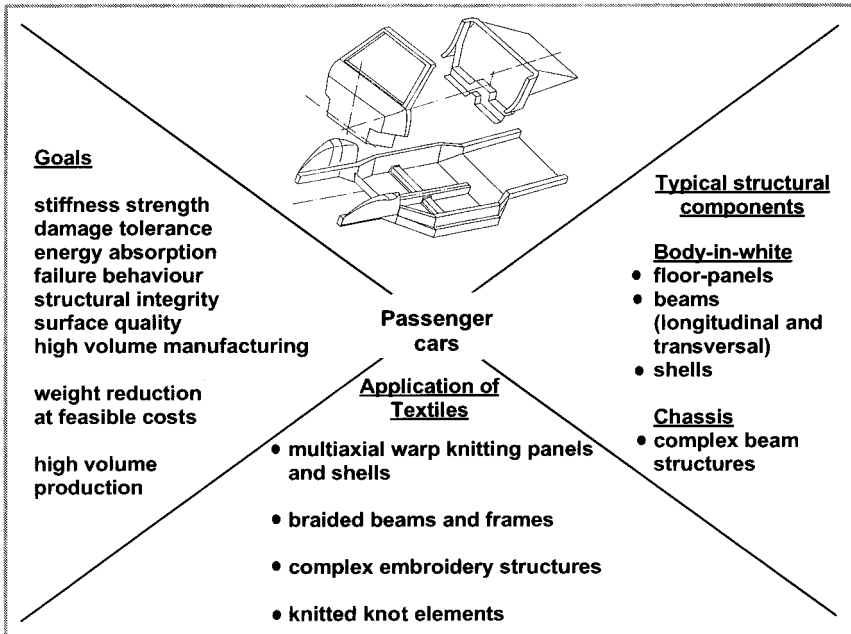 Goals
stiffness strength
damage tolerance
energy absorption
failure behaviour
structural integrity
surface quality
high volume manufacturing
weight reduction
at feasible costs
high volume
production
Passenger
cars
Application of
Textiles
• multiaxial warp knitting panels
and shells
• braided beams and frames
• complex embroidery structures
• knitted knot elements
Typical structural
components
Body-in-white
• floor-panels
• beams
(longitudinal and
transversal)
• shells
Chassis
• complex beam
structures